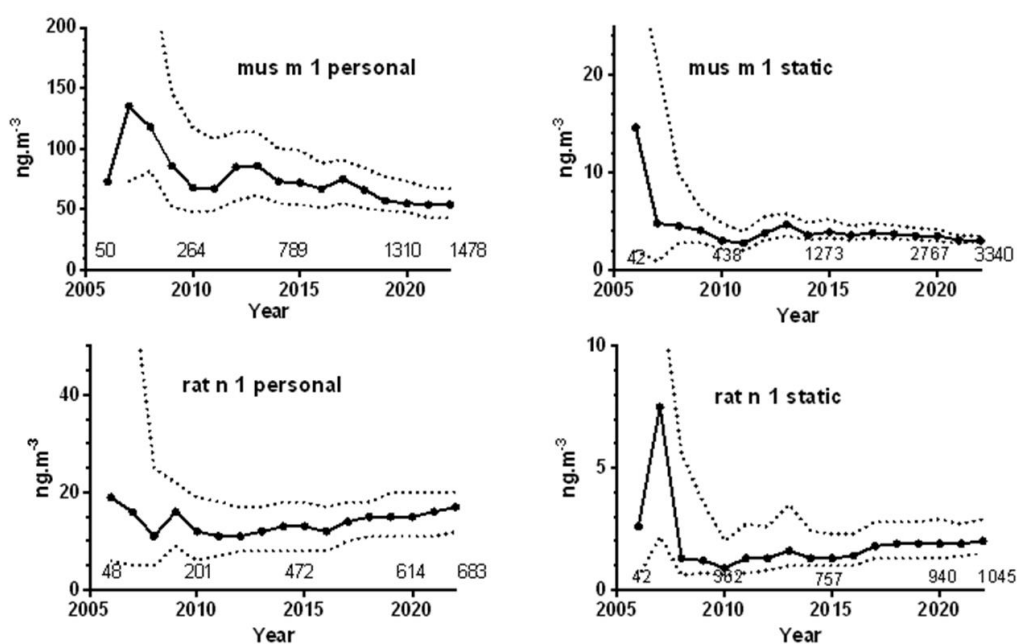 mus m 1 personal
200
150
100
50
0
ng.m-3
50 264 789 1310 1478
2005 2010 2015 2020
Year
mus m 1 static
20
10
0
ng.m-3
42 438 1273 2767 3340
2005 2010 2015 2020
Year
rat n 1 personal
40
20
0
ng.m-3
48 201 472 614 683
2005 2010 2015 2020
Year
rat n 1 static
10
5
0
ng.m-3
42 757 940 1045
2005 2010 2015 2020
Year